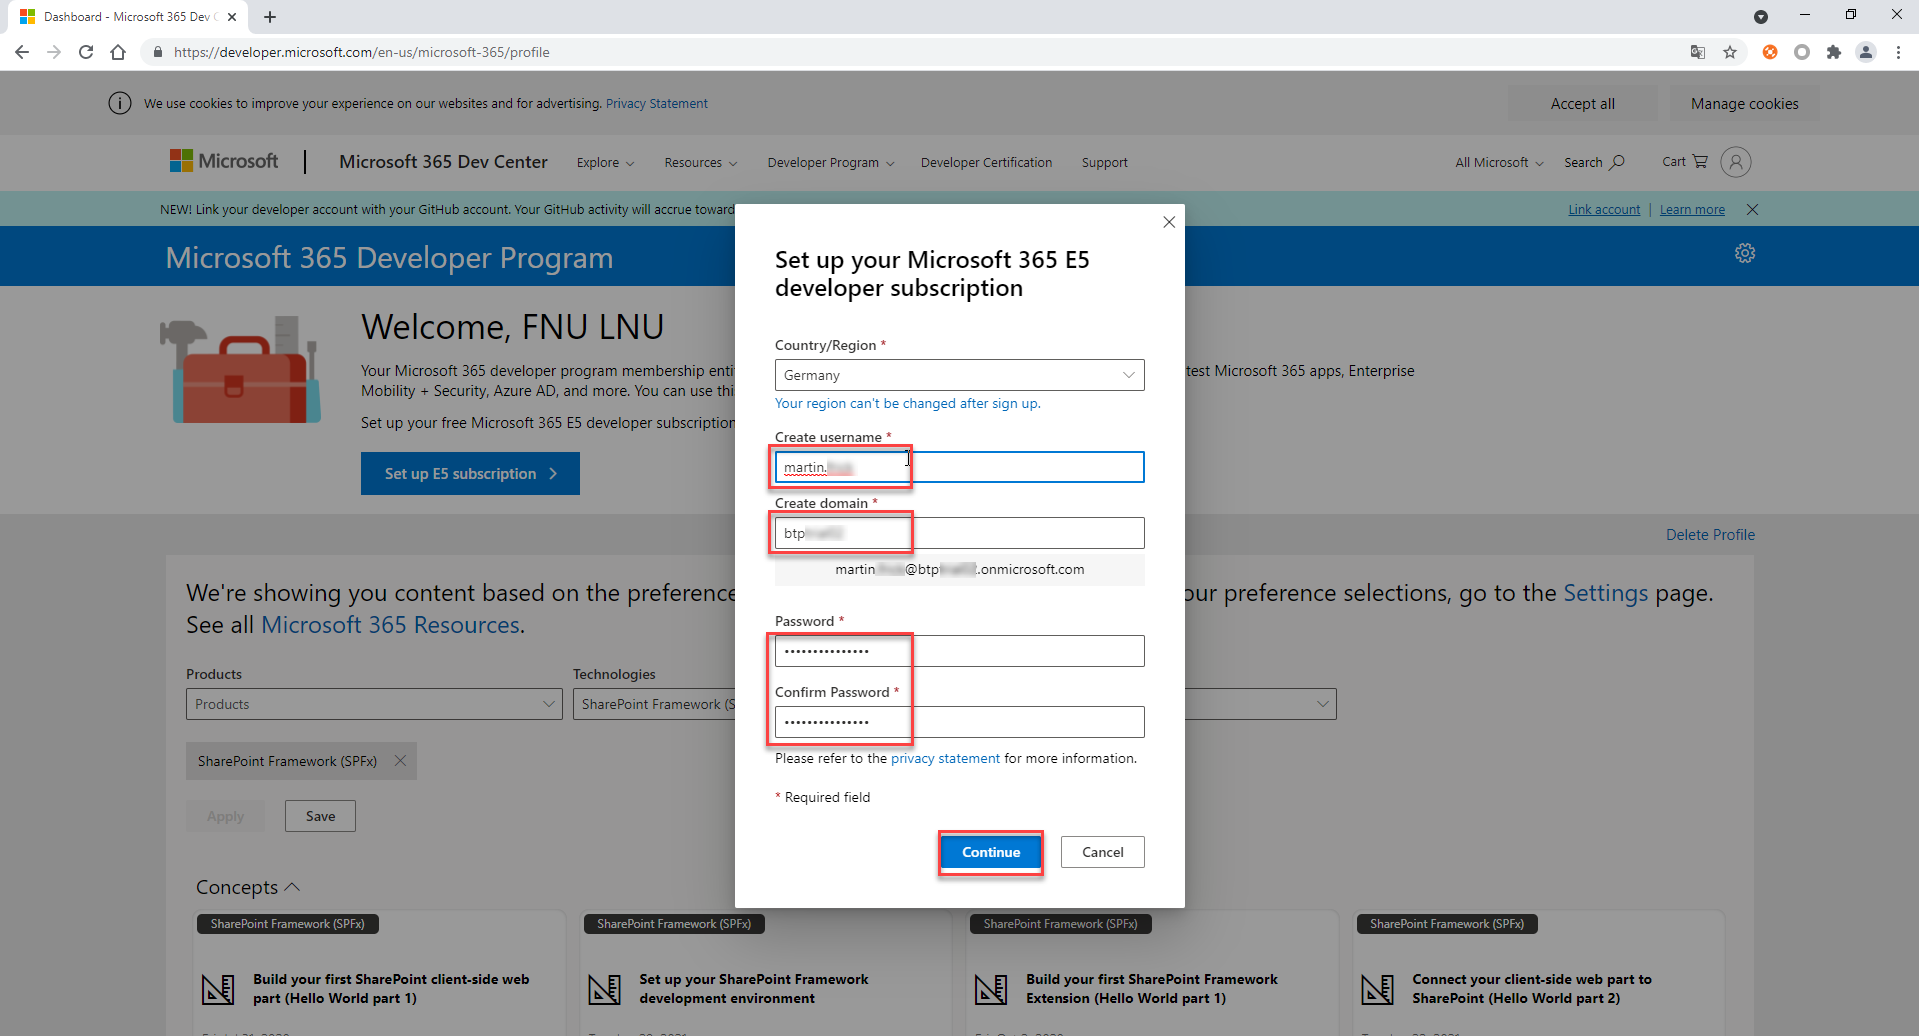 Dashboard - Microsoft 365 Dev C
https://developer.microsoft.com/en-us/microsoft-365/profile
We use cookies to improve your experience on our websites and for advertising. Privacy Statement
Accept all
Manage cookies
Microsoft
Microsoft 365 Dev Center
Explore
Resources
Developer Program
Developer Certification
Support
All Microsoft
Search
Cart
NEW! Link your developer account with your GitHub account. Your GitHub activity will accrue toward
Link account | Learn more
Microsoft 365 Developer Program
Welcome, FNU LNU
Your Microsoft 365 developer program membership enti
test Microsoft 365 apps, Enterprise
Mobility + Security, Azure AD, and more. You can use thi
Set up your free Microsoft 365 E5 developer subscription
Set up E5 subscription
Delete Profile
We're showing you content based on the preference
ur preference selections, go to the Settings page.
See all Microsoft 365 Resources.
Products
Technologies
Products
SharePoint Framework (S
SharePoint Framework (SPFx)
Apply
Save
Concepts
Set up your Microsoft 365 E5
developer subscription
Country/Region *
Germany
Your region can't be changed after sign up.
Create username *
martin.
Create domain *
btp
martin @btp .onmicrosoft.com
Password *
•••••••••••••••
Confirm Password *
•••••••••••••••
Please refer to the privacy statement for more information.
* Required field
Continue
Cancel
SharePoint Framework (SPFx)
Build your first SharePoint client-side web
part (Hello World part 1)
SharePoint Framework (SPFx)
Set up your SharePoint Framework
development environment
SharePoint Framework (SPFx)
Build your first SharePoint Framework
Extension (Hello World part 1)
SharePoint Framework (SPFx)
Connect your client-side web part to
SharePoint (Hello World part 2)